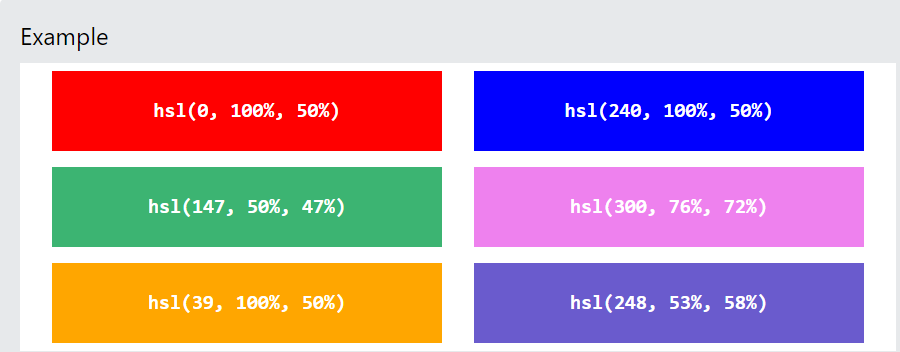 Example
hsl(0, 100%, 50%)
hsl(240, 100%, 50%)
hsl(147, 50%, 47%)
hsl(300, 76%, 72%)
hsl(39, 100%, 50%)
hsl(248, 53%, 58%)